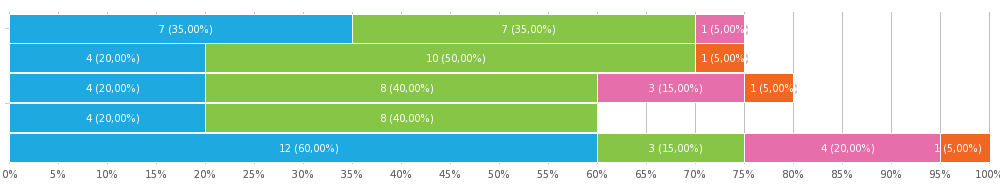 7 (35,00%) 7 (35,00%) 1 (5,00%)
4 (20,00%) 10 (50,00%) 1 (5,00%)
4 (20,00%) 8 (40,00%) 3 (15,00%) 1 (5,00%)
4 (20,00%) 8 (40,00%)
12 (60,00%) 3 (15,00%) 4 (20,00%) 1 (5,00%)
0% 5% 10% 15% 20% 25% 30% 35% 40% 45% 50% 55% 60% 65% 70% 75% 80% 85% 90% 95% 100%